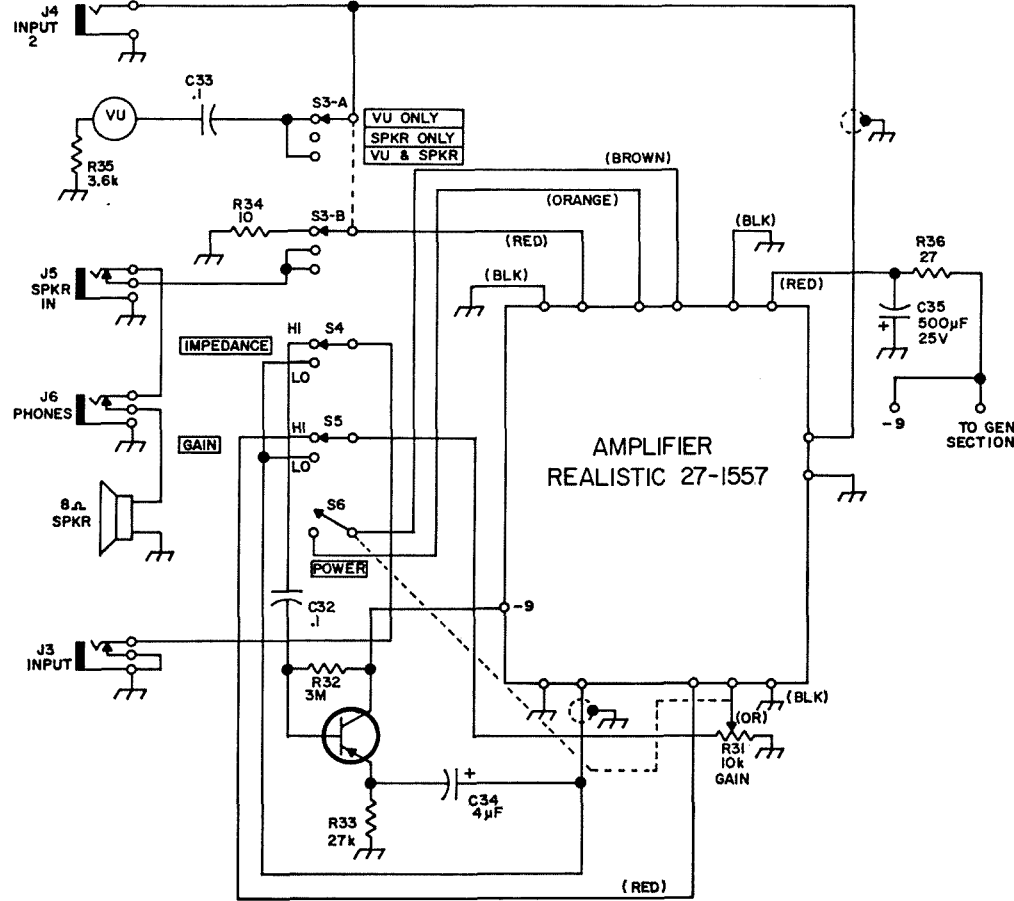 J4
INPUT
2
C33
.1
VU
S3-A
VU ONLY
SPKR ONLY
VU & SPKR
R35
3.6k
(BROWN)
R34
10
(ORANGE)
S3-B
(RED)
(BLK)
R36
27
J5
SPKR
IN
(BLK)
(RED)
C35
500µF
25V
+
HI
S4
IMPEDANCE
LO
J6
PHONES
-9
TO GEN
SECTION
HI
S5
GAIN
LO
AMPLIFIER
REALISTIC 27-1557
8Ω
SPKR
S6
POWER
C32
.1
-9
J3
INPUT
R32
3M
(BLK)
(OR)
R31
10k
GAIN
+
C34
4µF
R33
27k
(RED)